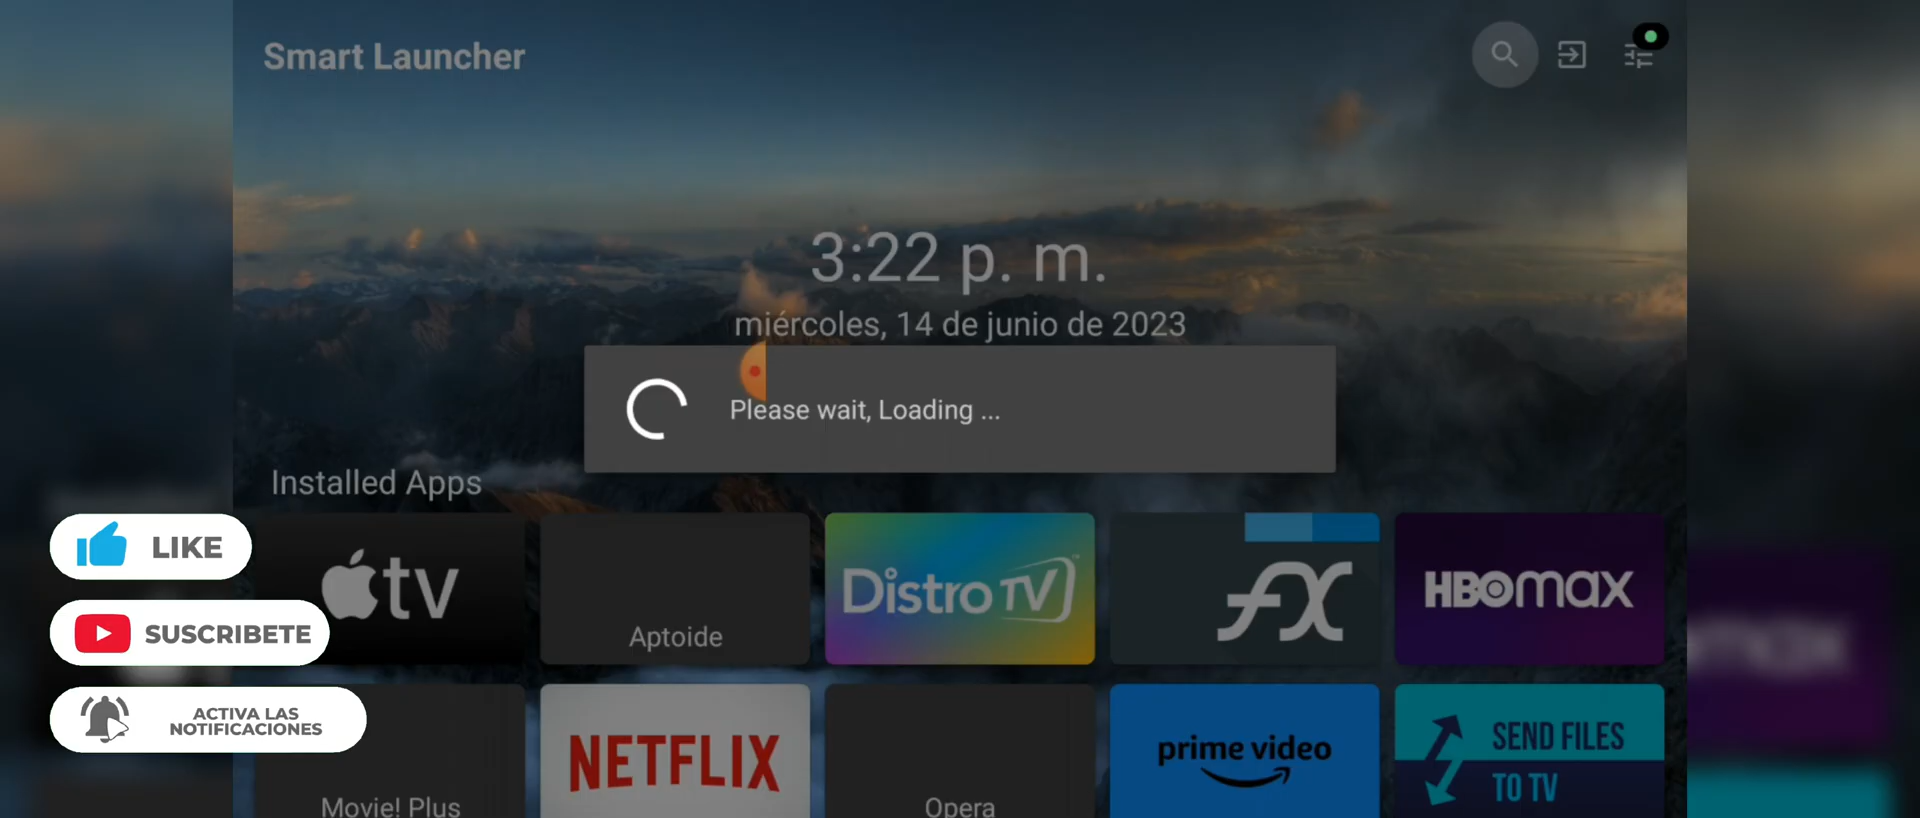 Smart Launcher
3:22 p. m.
miércoles, 14 de junio de 2023
Please wait, Loading ...
Installed Apps
tv
Aptoide
Distro TV
FX
HBOmax
Movie! Plus
NETFLIX
Opera
prime video
SEND FILES
TO TV
LIKE
SUSCRIBETE
ACTIVA LAS
NOTIFICACIONES